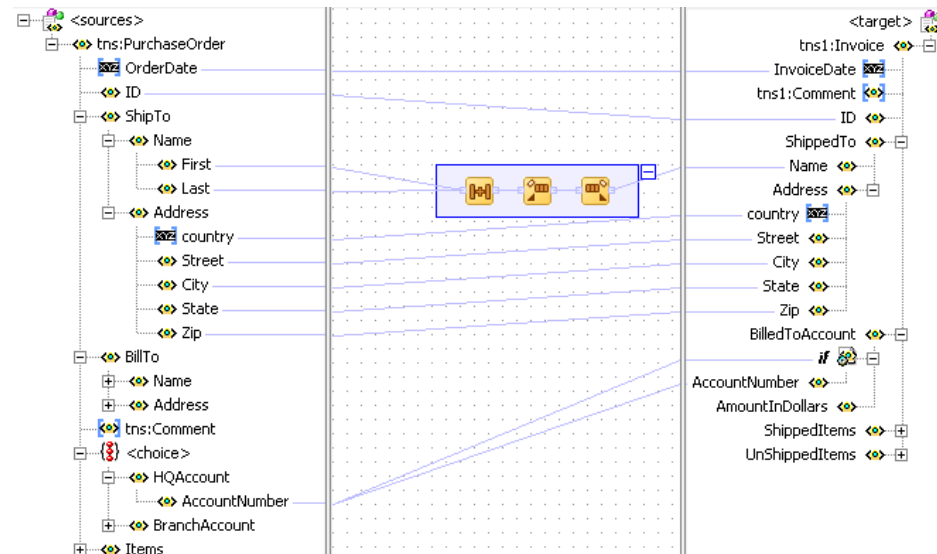 <sources>
tns:PurchaseOrder
OrderDate
ID
ShipTo
Name
First
Last
Address
country
Street
City
State
Zip
BillTo
Name
Address
tns:Comment
<choice>
HQAccount
AccountNumber
BranchAccount
Items
<target>
tns1:Invoice
InvoiceDate
tns1:Comment
ID
ShippedTo
Name
Address
country
Street
City
State
Zip
BilledToAccount
if
AccountNumber
AmountInDollars
ShippedItems
UnShippedItems